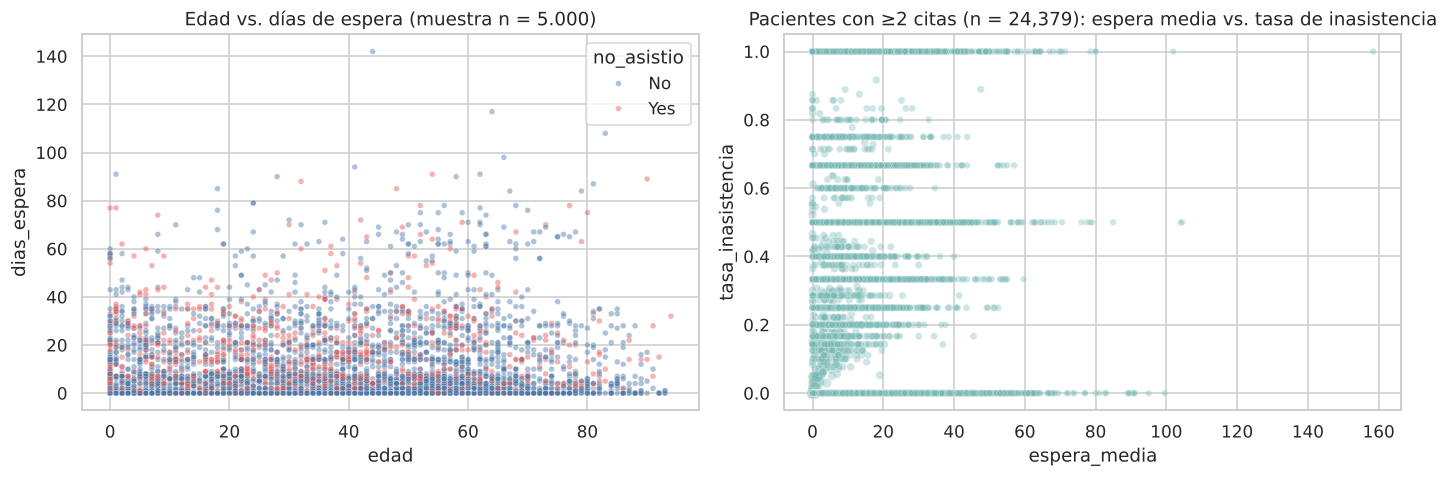 Edad vs. días de espera (muestra n = 5.000)
140
120
100
80
60
40
20
0
dias_espera
no_asistio
No
Yes
0 20 40 60 80
edad
Pacientes con ≥2 citas (n = 24,379): espera media vs. tasa de inasistencia
1.0
0.8
0.6
0.4
0.2
0.0
tasa_inasistencia
0 20 40 60 80 100 120 140 160
espera_media